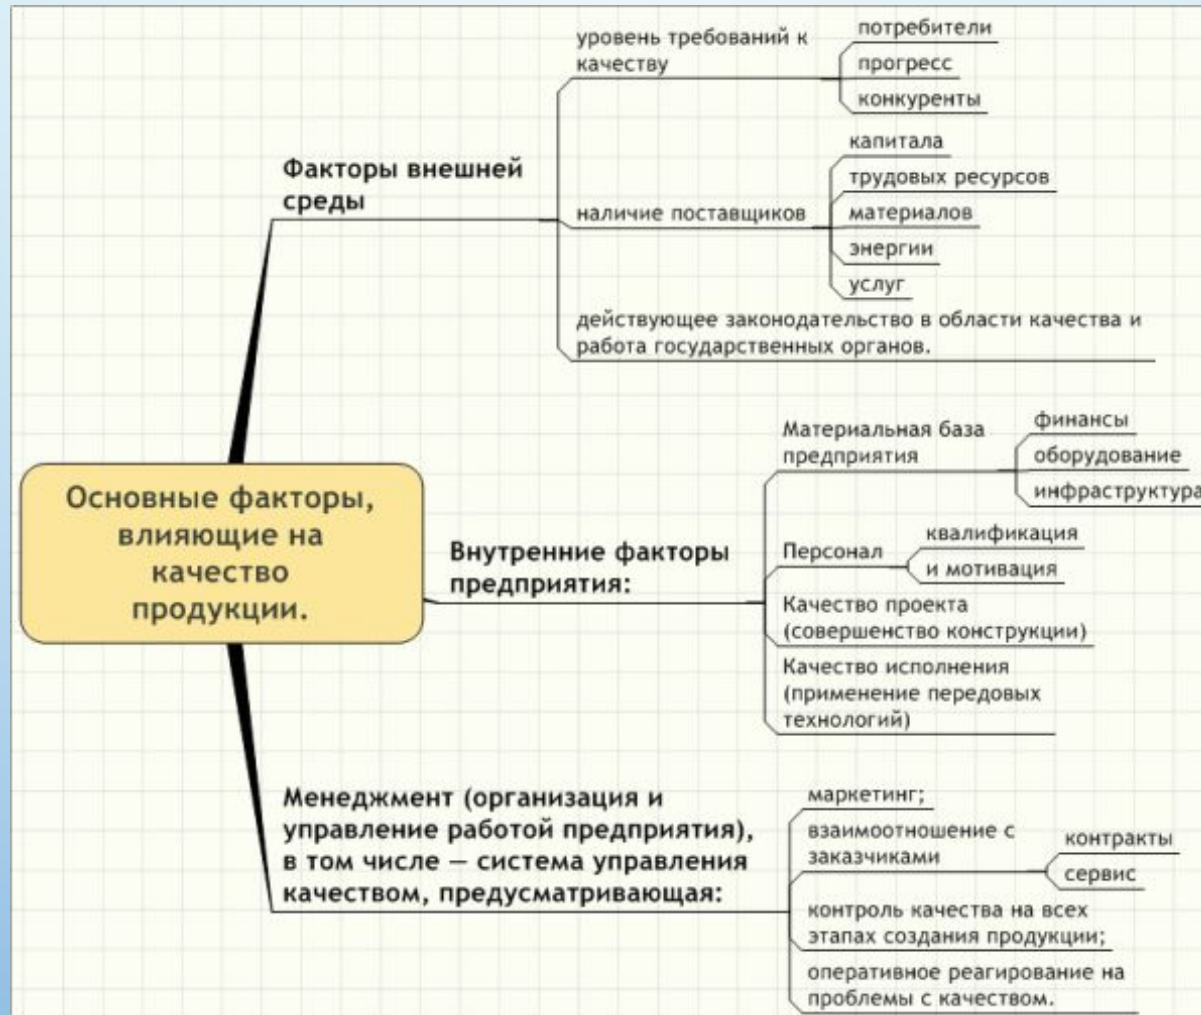 Основные факторы,
влияющие на
качество
продукции.
Факторы внешней
среды
уровень требований к
качеству
потребители
прогресс
конкуренты
наличие поставщиков
капитала
трудовых ресурсов
материалов
энергии
услуг
действующее законодательство в области качества и
работа государственных органов.
Внутренние факторы
предприятия:
Материальная база
предприятия
финансы
оборудование
инфраструктура
Персонал
квалификация
и мотивация
Качество проекта
(совершенство конструкции)
Качество исполнения
(применение передовых
технологий)
Менеджмент (организация и
управление работой предприятия),
в том числе — система управления
качеством, предусматривающая:
маркетинг;
взаимоотношение с
заказчиками
контракты
сервис
контроль качества на всех
этапах создания продукции;
оперативное реагирование на
проблемы с качеством.